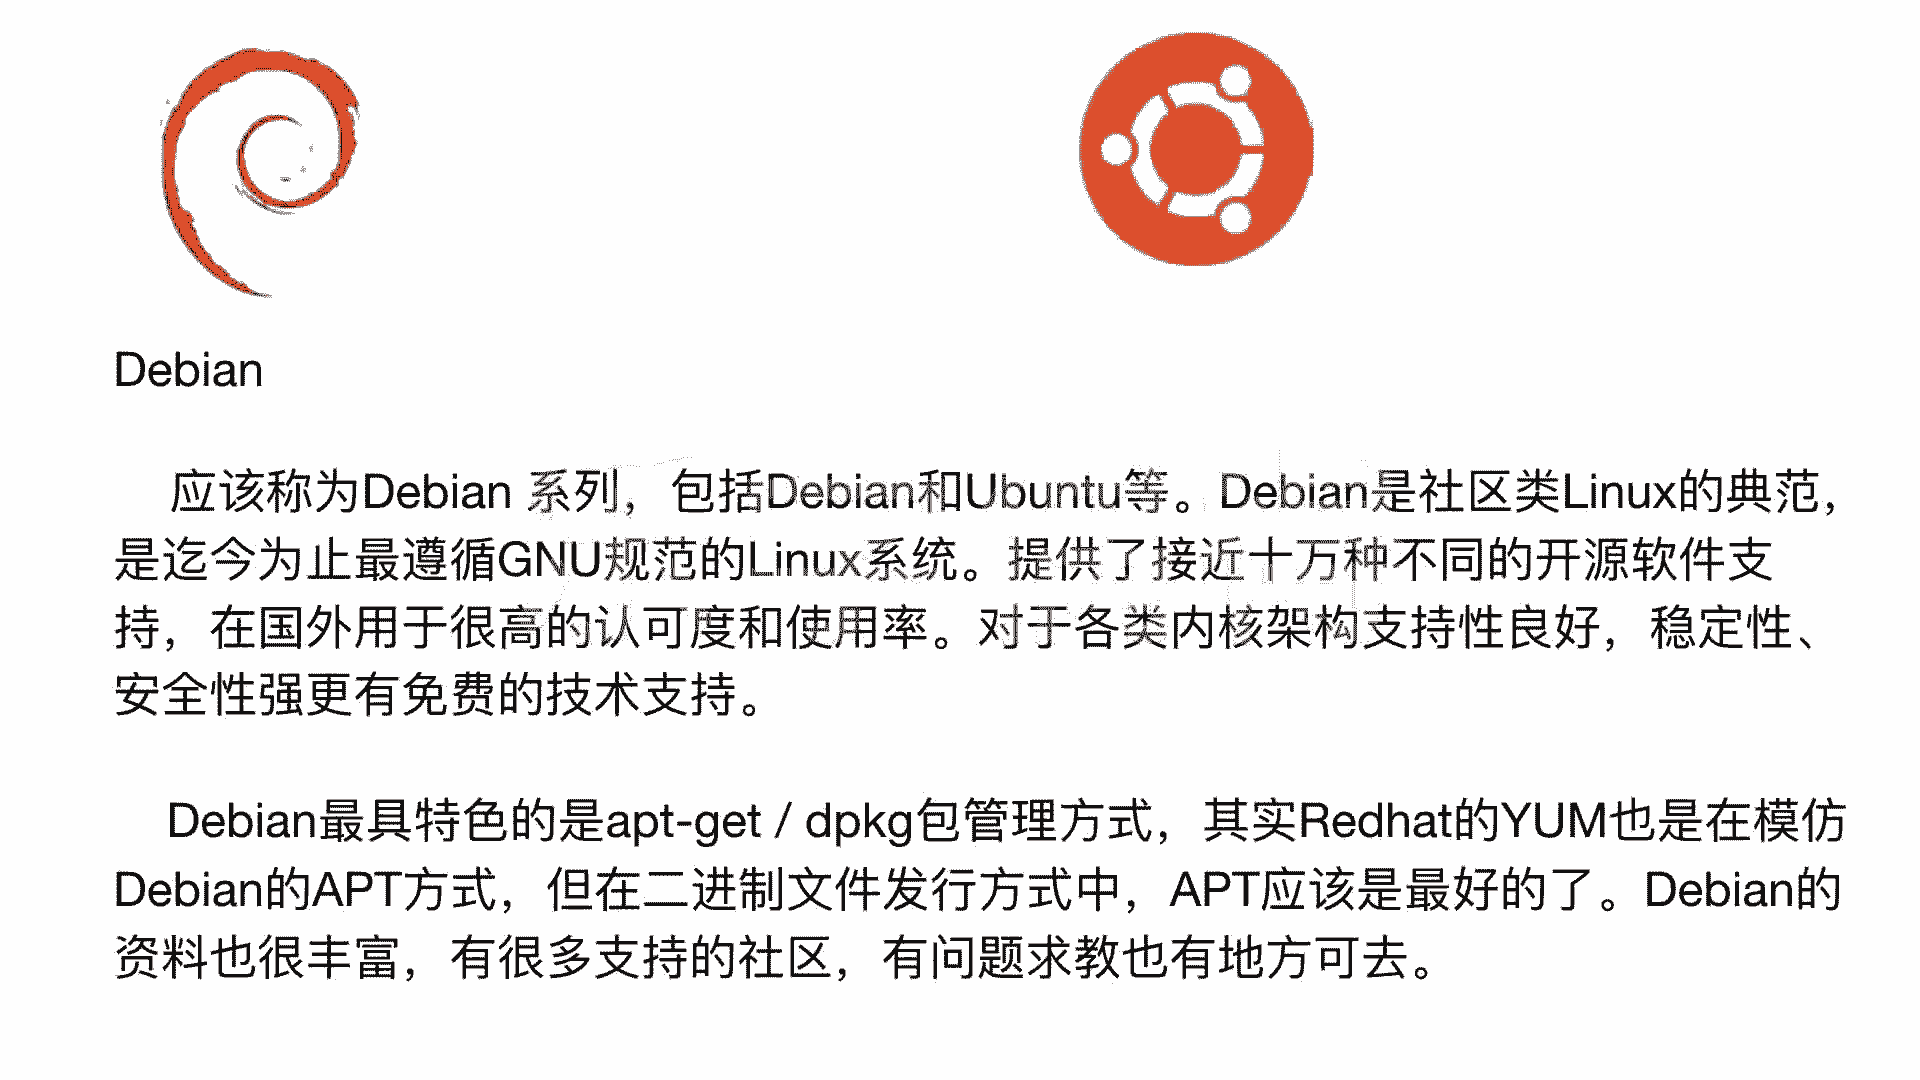 Debian
应该称为Debian 系列，包括Debian和Ubuntu等。Debian是社区类Linux的典范，
是迄今为止最遵循GNU规范的Linux系统。提供了接近十万种不同的开源软件支
持，在国外用于很高的认可度和使用率。对于各类内核架构支持性良好，稳定性、
安全性强更有免费的技术支持。
Debian最具特色的是apt-get / dpkg包管理方式，其实Redhat的YUM也是在模仿
Debian的APT方式，但在二进制文件发行方式中，APT应该是最好的了。Debian的
资料也很丰富，有很多支持的社区，有问题求教也有地方可去。